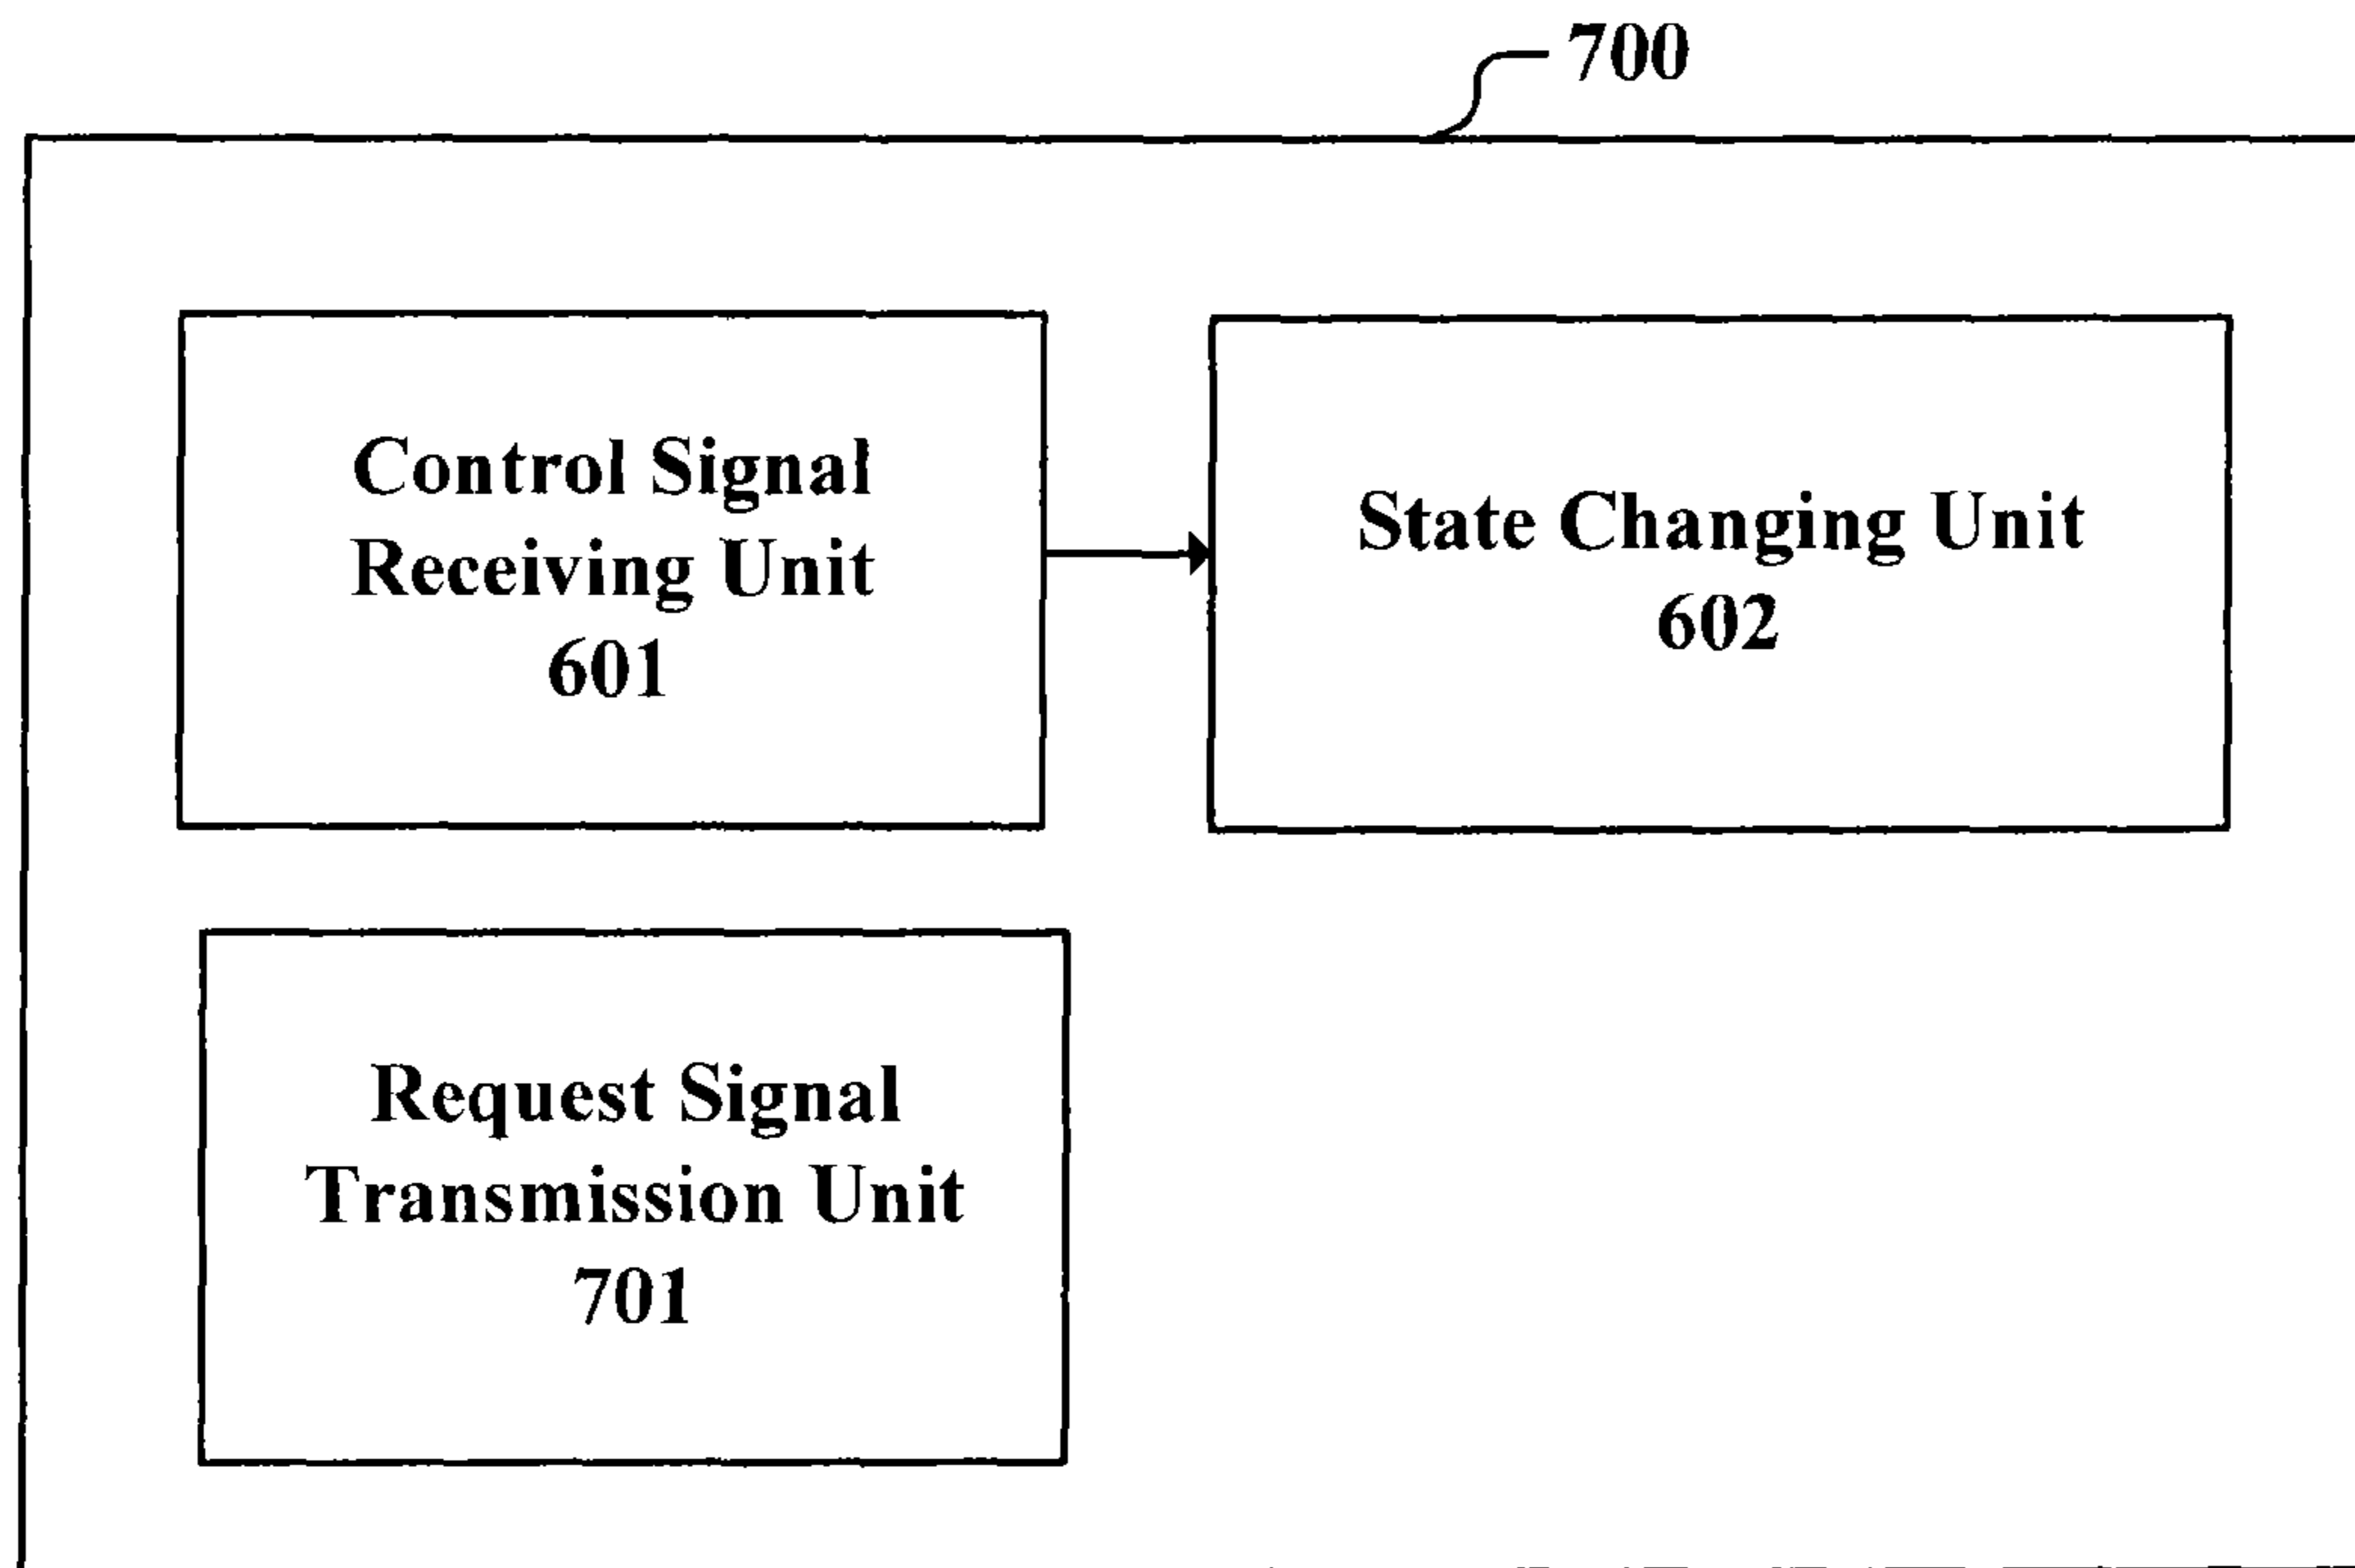 700
Control Signal
Receiving Unit
601
State Changing Unit
602
Request Signal
Transmission Unit
701